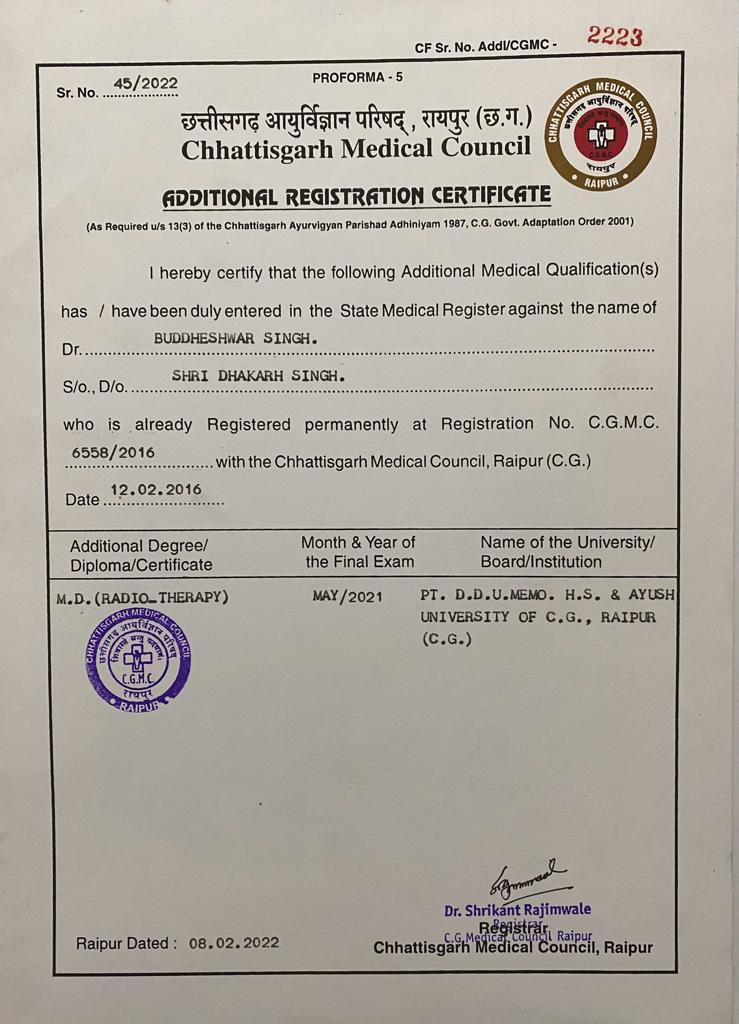 CF Sr. No. Addl/CGMC - 2223
Sr. No. 45/2022
PROFORMA - 5
छत्तीसगढ़ आयुर्विज्ञान परिषद् , रायपुर (छ.ग.)
Chhattisgarh Medical Council
CHHATTISGARH MEDICAL COUNCIL
छत्तीसगढ़ आयुर्विज्ञान परिषद
C.G.M.C.
रायपुर
• RAIPUR •
ADDITIONAL REGISTRATION CERTIFICATE
(As Required u/s 13(3) of the Chhattisgarh Ayurvigyan Parishad Adhiniyam 1987, C.G. Govt. Adaptation Order 2001)
I hereby certify that the following Additional Medical Qualification(s)
has / have been duly entered in the State Medical Register against the name of
Dr. BUDDHESHWAR SINGH.
S/o., D/o. SHRI DHAKARH SINGH.
who is already Registered permanently at Registration No. C.G.M.C.
6558/2016 with the Chhattisgarh Medical Council, Raipur (C.G.)
Date 12.02.2016
Additional Degree/ Month & Year of Name of the University/
Diploma/Certificate the Final Exam Board/Institution
M.D.(RADIO_THERAPY) MAY/2021 PT. D.D.U.MEMO. H.S. & AYUSH
UNIVERSITY OF C.G., RAIPUR
(C.G.)
CHHATTISGARH MEDICAL COUNCIL
छत्तीसगढ़ आयुर्विज्ञान परिषद
C.G.M.C.
रायपुर
• RAIPUR •
Dr. Shrikant Rajimwale
Registrar
Registrar
C.G.Medical Council Raipur
Raipur Dated : 08.02.2022
Chhattisgarh Medical Council, Raipur